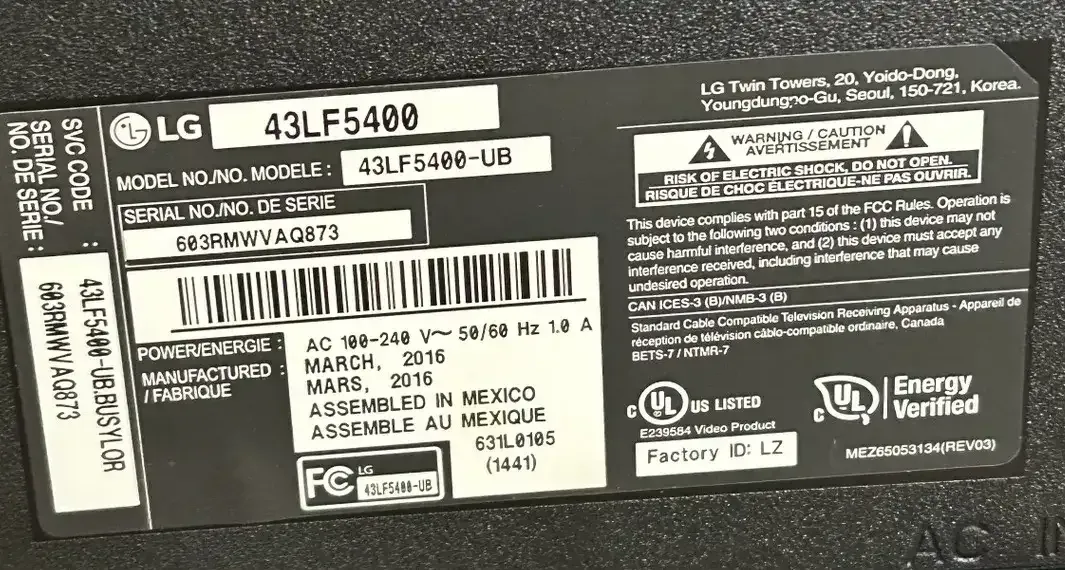 SVC CODE :
SERIAL NO./
NO. DE SERIE :
43LF5400-UB.BUSYLOR
603RMWVAQ873
LG
43LF5400
MODEL NO./NO. MODELE :
43LF5400-UB
SERIAL NO./NO. DE SERIE
603RMWVAQ873
POWER/ENERGIE :
AC 100-240 V~ 50/60 Hz 1.0 A
MANUFACTURED :
/ FABRIQUE
MARCH, 2016
MARS, 2016
ASSEMBLED IN MEXICO
ASSEMBLE AU MEXIQUE
631L0105
(1441)
FC LG
43LF5400-UB
LG Twin Towers, 20, Yoido-Dong,
Youngdungpo-Gu, Seoul, 150-721, Korea.
WARNING / CAUTION
AVERTISSEMENT
RISK OF ELECTRIC SHOCK, DO NOT OPEN.
RISQUE DE CHOC ÉLECTRIQUE-NE PAS OUVRIR.
This device complies with part 15 of the FCC Rules. Operation is
subject to the following two conditions : (1) this device may not
cause harmful interference, and (2) this device must accept any
interference received, including interference that may cause
undesired operation.
CAN ICES-3 (B)/NMB-3 (B)
Standard Cable Compatible Television Receiving Apparatus - Appareil de
réception de télévision câblo-compatible ordinaire, Canada
BETS-7 / NTMR-7
C UL US LISTED
E239584 Video Product
Factory ID: LZ
C UL Energy
Verified
MEZ65053134(REV03)
AC IN